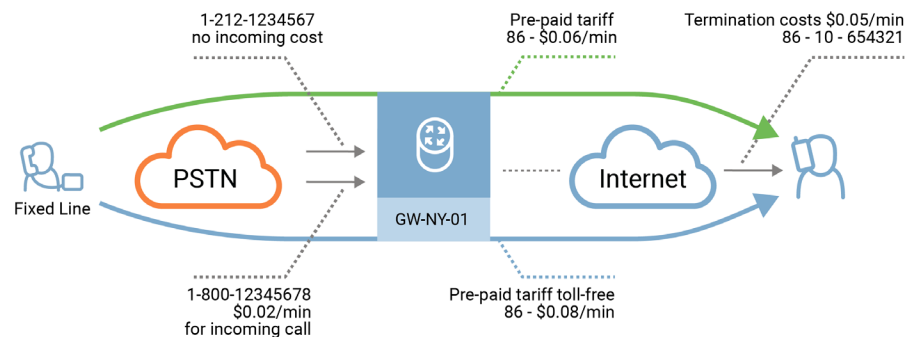 1-212-1234567
no incoming cost
Pre-paid tariff
86 - $0.06/min
Termination costs $0.05/min
86 - 10 - 654321
PSTN
Internet
Fixed Line
GW-NY-01
1-800-12345678
$0.02/min
for incoming call
Pre-paid tariff toll-free
86 - $0.08/min